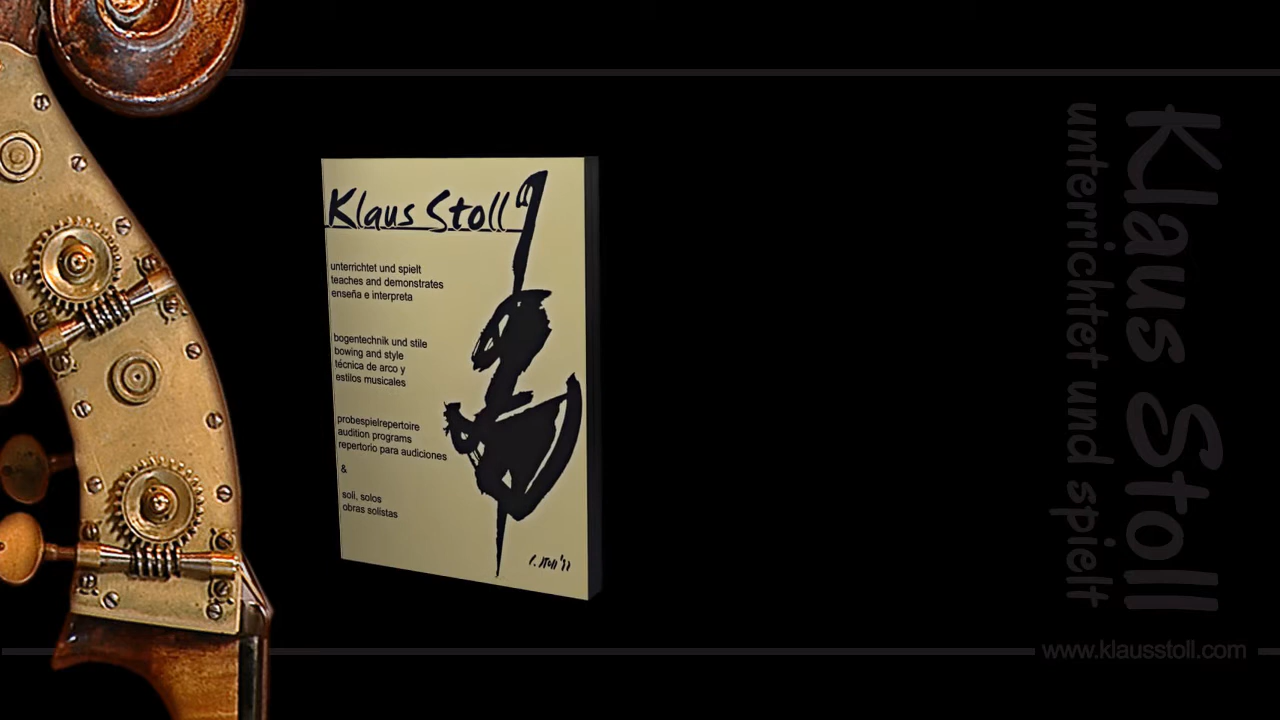 Klaus Stoll
unterrichtet und spielt
teaches and demonstrates
enseña e interpreta
bogentechnik und stile
bowing and style
técnica de arco y
estilos musicales
probespielrepertoire
audition programs
repertorio para audiciones
&
soli, solos
obras solistas
Klaus Stoll
unterrichtet und spielt
www.klausstoll.com